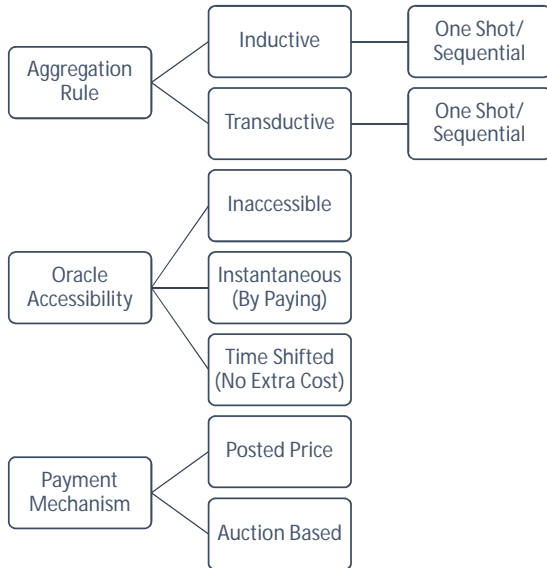 Aggregation
Rule
Inductive
One Shot/
Sequential
Transductive
One Shot/
Sequential
Oracle
Accessibility
Inaccessible
Instantaneous
(By Paying)
Time Shifted
(No Extra Cost)
Payment
Mechanism
Posted Price
Auction Based